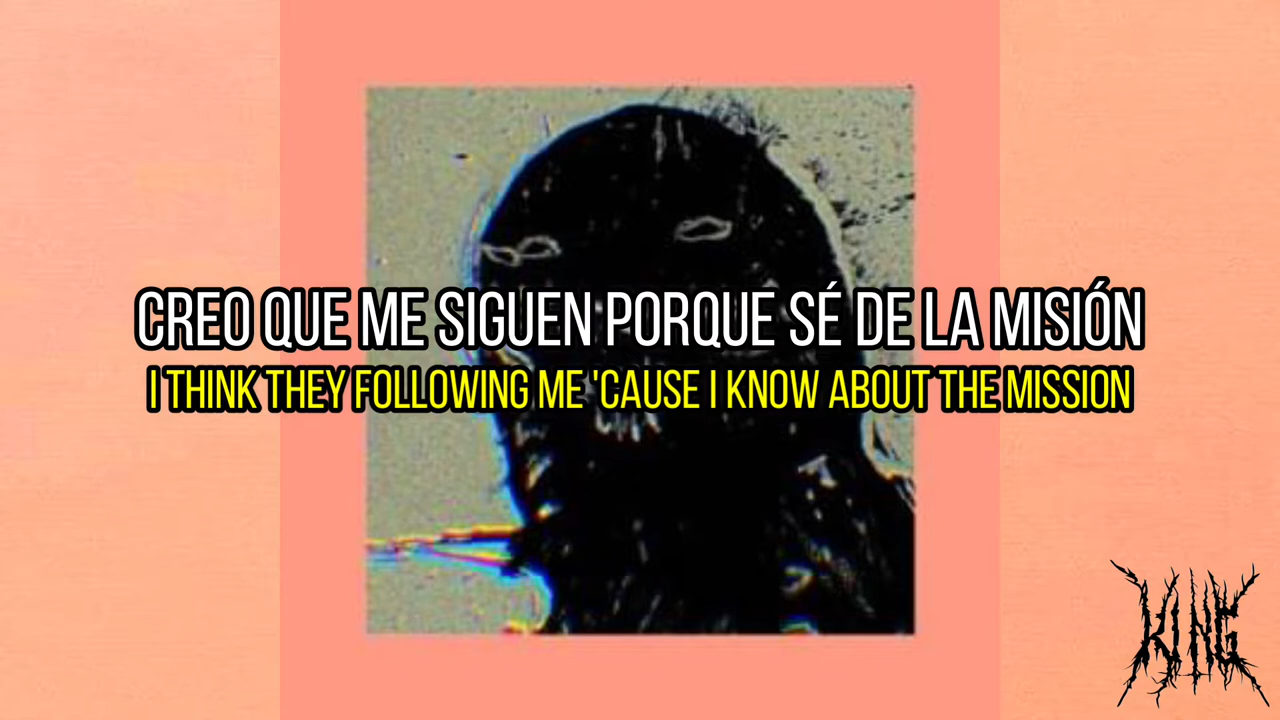 CREO QUE ME SIGUEN PORQUE SÉ DE LA MISIÓN
I THINK THEY FOLLOWING ME 'CAUSE I KNOW ABOUT THE MISSION
KING